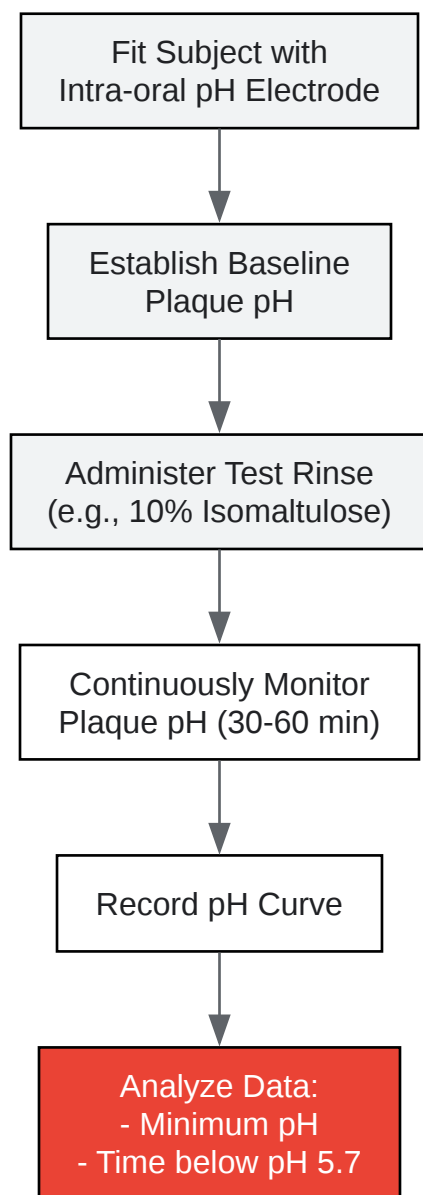 Fit Subject with
Intra-oral pH Electrode
Establish Baseline
Plaque pH
Administer Test Rinse
(e.g., 10% Isomaltulose)
Continuously Monitor
Plaque pH (30-60 min)
Record pH Curve
Analyze Data:
- Minimum pH
- Time below pH 5.7